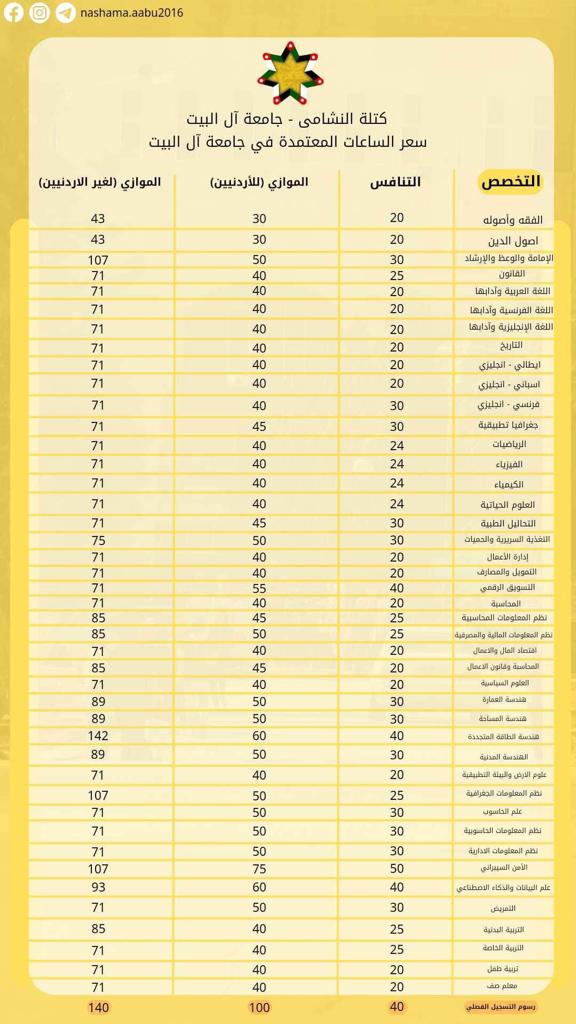 nashama.aabu2016
كتلة النشامى - جامعة آل البيت
سعر الساعات المعتمدة في جامعة آل البيت
التخصص التنافس الموازي (للأردنيين) الموازي (لغير الاردنيين)
الفقه وأصوله 20 30 43
اصول الدين 20 30 43
الإمامة والوعظ والإرشاد 30 50 107
القانون 25 40 71
اللغة العربية وآدابها 20 40 71
اللغة الفرنسية وآدابها 20 40 71
اللغة الإنجليزية وآدابها 20 40 71
التاريخ 20 40 71
ايطالي - انجليزي 20 40 71
اسباني - انجليزي 20 40 71
فرنسي - انجليزي 30 40 71
جغرافيا تطبيقية 30 45 71
الرياضيات 24 40 71
الفيزياء 24 40 71
الكيمياء 24 40 71
العلوم الحياتية 24 40 71
التحاليل الطبية 30 45 71
التغذية السريرية والحميات 30 50 75
إدارة الأعمال 20 40 71
التمويل والمصارف 20 40 71
التسويق الرقمي 40 55 71
المحاسبة 20 40 71
نظم المعلومات المحاسبية 25 45 85
نظم المعلومات المالية والمصرفية 25 50 85
اقتصاد المال والاعمال 20 40 71
المحاسبة وقانون الاعمال 20 45 85
العلوم السياسية 20 40 71
هندسة العمارة 30 50 89
هندسة المساحة 30 50 89
هندسة الطاقة المتجددة 40 60 142
الهندسة المدنية 30 50 89
علوم الارض والبيئة التطبيقية 20 40 71
نظم المعلومات الجغرافية 25 50 107
علم الحاسوب 30 50 71
نظم المعلومات الحاسوبية 30 50 71
نظم المعلومات الادارية 30 50 71
الأمن السيبراني 50 75 107
علم البيانات والذكاء الاصطناعي 40 60 93
التمريض 30 50 71
التربية البدنية 25 40 85
التربية الخاصة 25 40 71
تربية طفل 20 40 71
معلم صف 20 40 71
رسوم التسجيل الفصلي 40 100 140